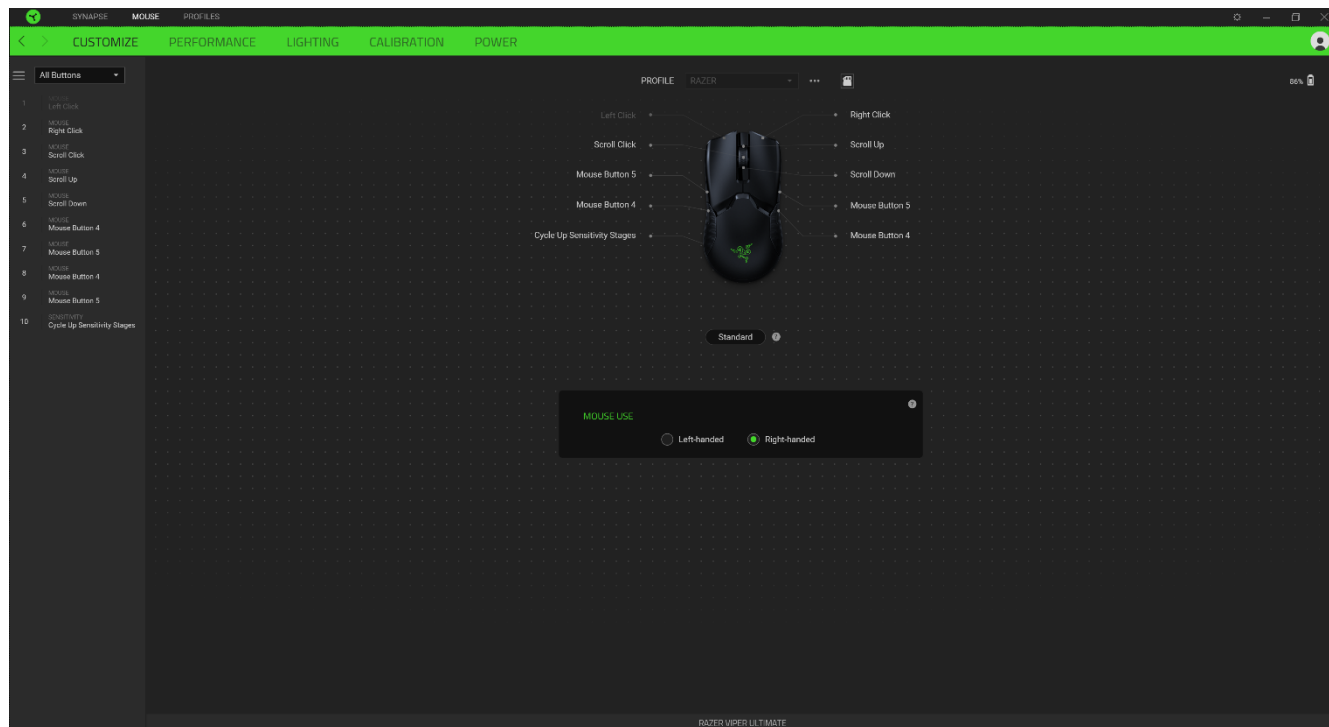 SYNAPSE MOUSE PROFILES
CUSTOMIZE PERFORMANCE LIGHTING CALIBRATION POWER
All Buttons
PROFILE RAZER
86%
1 MOUSE
Left Click
2 MOUSE
Right Click
3 MOUSE
Scroll Click
4 MOUSE
Scroll Up
5 MOUSE
Scroll Down
6 MOUSE
Mouse Button 4
7 MOUSE
Mouse Button 5
8 MOUSE
Mouse Button 4
9 MOUSE
Mouse Button 5
10 SENSITIVITY
Cycle Up Sensitivity Stages
Left Click
Scroll Click
Mouse Button 5
Mouse Button 4
Cycle Up Sensitivity Stages
Right Click
Scroll Up
Scroll Down
Mouse Button 5
Mouse Button 4
Standard ?
MOUSE USE ?
Left-handed Right-handed
RAZER VIPER ULTIMATE